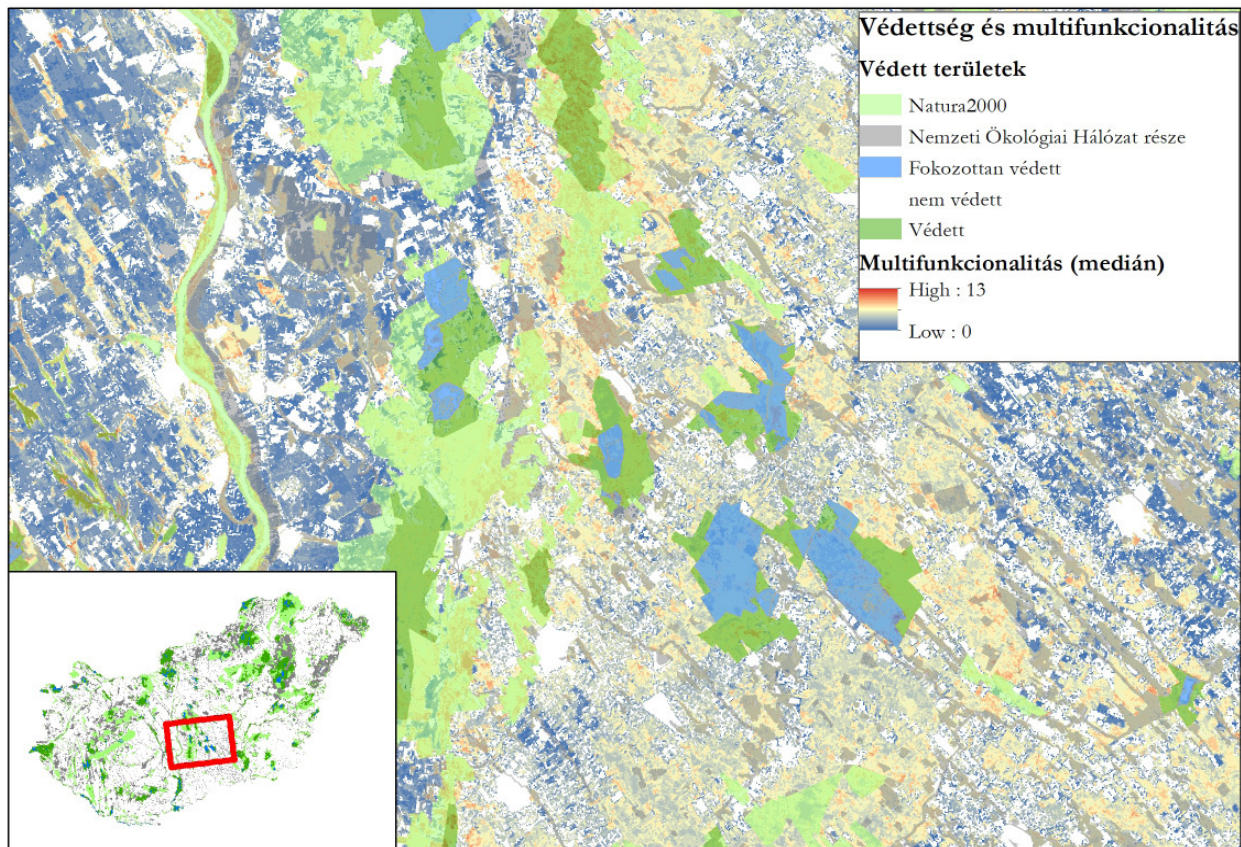 Védettség és multifunkcionalitás
Védett területek
Natura2000
Nemzeti Ökológiai Hálózat része
Fokozottan védett
nem védett
Védett
Multifunkcionalitás (medián)
High : 13
Low : 0